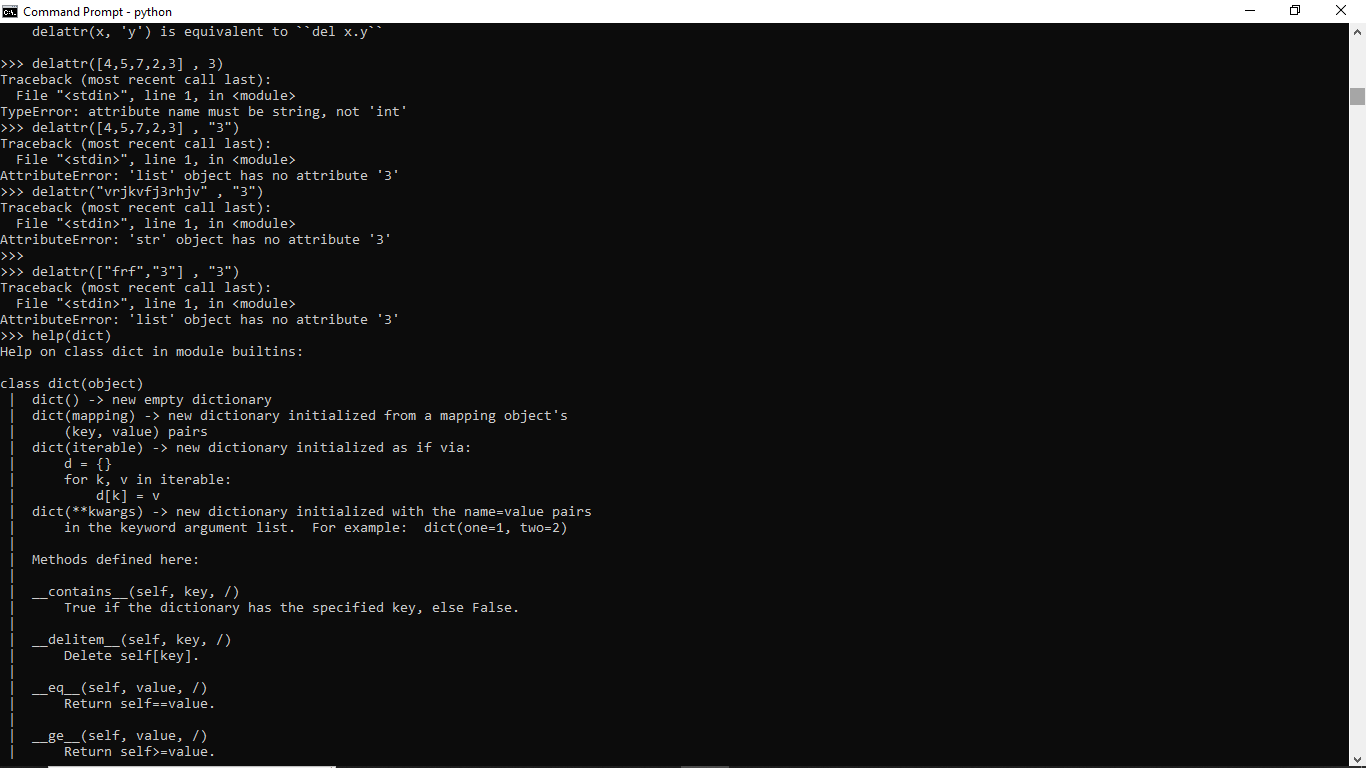 Command Prompt - python
    delattr(x, 'y') is equivalent to ``del x.y``

>>> delattr([4,5,7,2,3] , 3)
Traceback (most recent call last):
  File "<stdin>", line 1, in <module>
TypeError: attribute name must be string, not 'int'
>>> delattr([4,5,7,2,3] , "3")
Traceback (most recent call last):
  File "<stdin>", line 1, in <module>
AttributeError: 'list' object has no attribute '3'
>>> delattr("vrjkvfj3rhjv" , "3")
Traceback (most recent call last):
  File "<stdin>", line 1, in <module>
AttributeError: 'str' object has no attribute '3'
>>>
>>> delattr(["frf","3"] , "3")
Traceback (most recent call last):
  File "<stdin>", line 1, in <module>
AttributeError: 'list' object has no attribute '3'
>>> help(dict)
Help on class dict in module builtins:

class dict(object)
 |  dict() -> new empty dictionary
 |  dict(mapping) -> new dictionary initialized from a mapping object's
 |      (key, value) pairs
 |  dict(iterable) -> new dictionary initialized as if via:
 |      d = {}
 |      for k, v in iterable:
 |          d[k] = v
 |  dict(**kwargs) -> new dictionary initialized with the name=value pairs
 |      in the keyword argument list.  For example:  dict(one=1, two=2)
 |
 |  Methods defined here:
 |
 |  __contains__(self, key, /)
 |      True if the dictionary has the specified key, else False.
 |
 |  __delitem__(self, key, /)
 |      Delete self[key].
 |
 |  __eq__(self, value, /)
 |      Return self==value.
 |
 |  __ge__(self, value, /)
 |      Return self>=value.